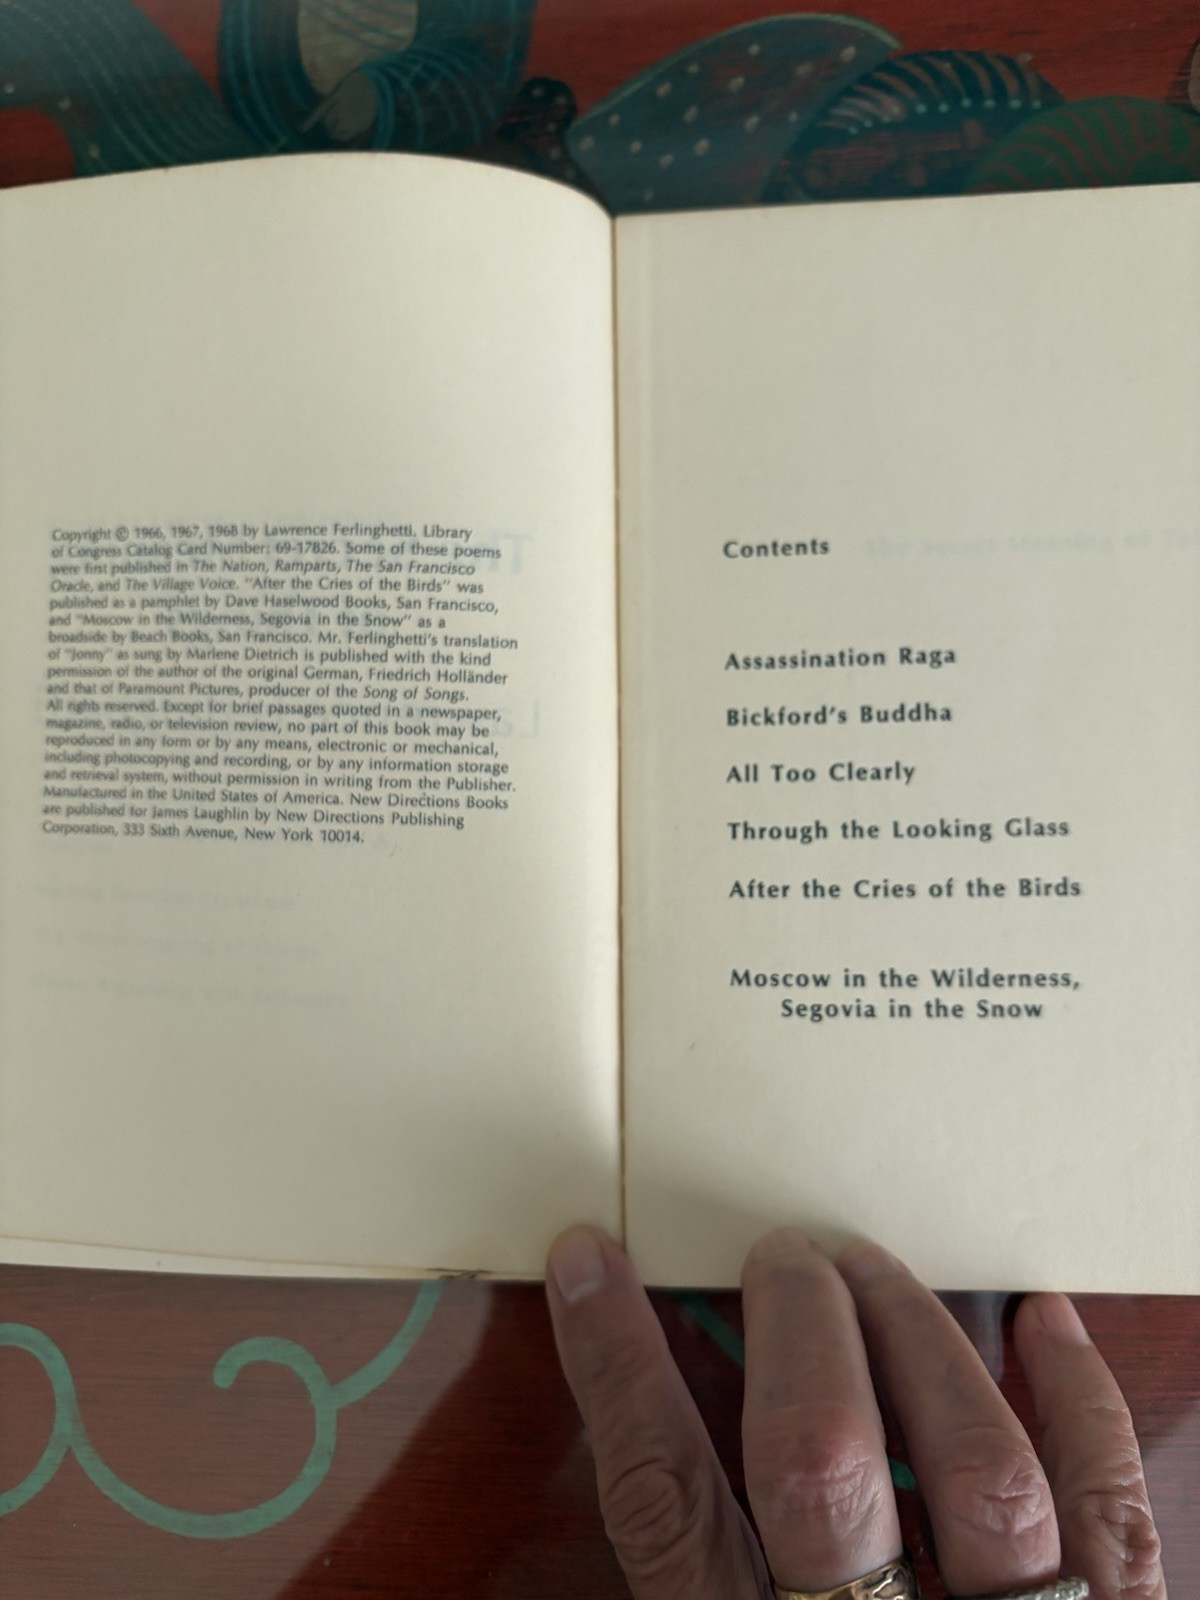 Copyright © 1966, 1967, 1968 by Lawrence Ferlinghetti. Library
of Congress Catalog Card Number: 69-17826. Some of these poems
were first published in The Nation, Ramparts, The San Francisco
Oracle, and The Village Voice. "After the Cries of the Birds" was
published as a pamphlet by Dave Haselwood Books, San Francisco,
and "Moscow in the Wilderness, Segovia in the Snow" as a
broadside by Beach Books, San Francisco. Mr. Ferlinghetti's translation
of "Jonny" as sung by Marlene Dietrich is published with the kind
permission of the author of the original German, Friedrich Holländer
and that of Paramount Pictures, producer of the Song of Songs.
All rights reserved. Except for brief passages quoted in a newspaper,
magazine, radio, or television review, no part of this book may be
reproduced in any form or by any means, electronic or mechanical,
including photocopying and recording, or by any information storage
and retrieval system, without permission in writing from the Publisher.
Manufactured in the United States of America. New Directions Books
are published for James Laughlin by New Directions Publishing
Corporation, 333 Sixth Avenue, New York 10014.
Contents
Assassination Raga
Bickford's Buddha
All Too Clearly
Through the Looking Glass
After the Cries of the Birds
Moscow in the Wilderness,
Segovia in the Snow